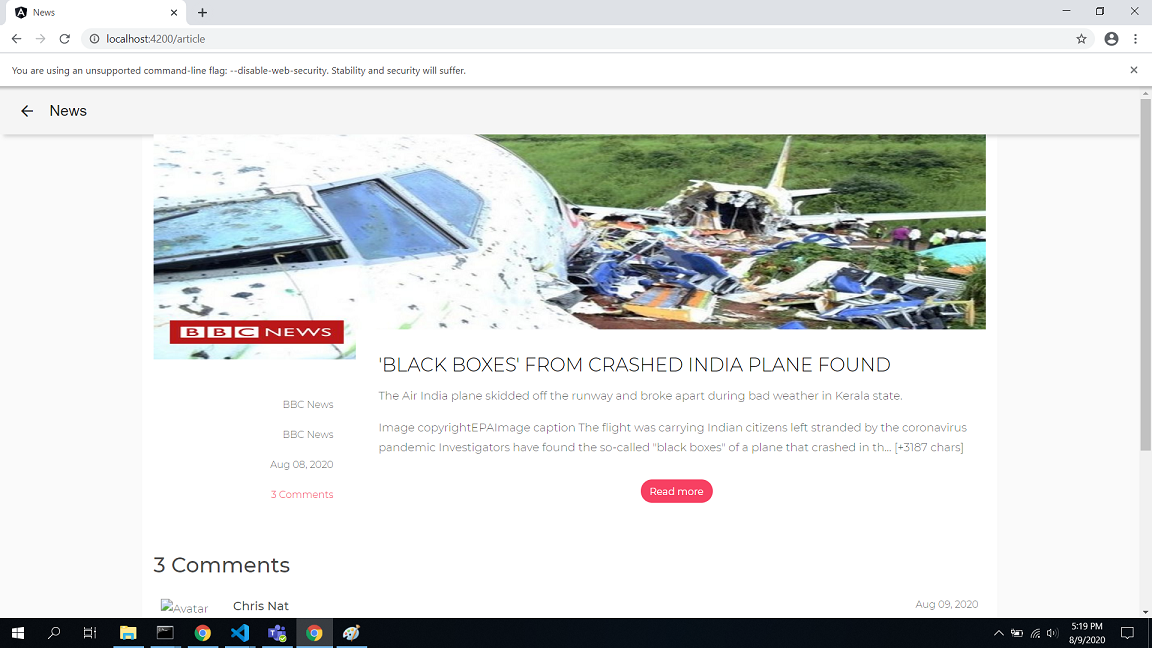 News
localhost:4200/article
You are using an unsupported command-line flag: --disable-web-security. Stability and security will suffer.
News
BBC NEWS
'BLACK BOXES' FROM CRASHED INDIA PLANE FOUND
The Air India plane skidded off the runway and broke apart during bad weather in Kerala state.
BBC News
Image copyrightEPAImage caption The flight was carrying Indian citizens left stranded by the coronavirus
BBC News
pandemic Investigators have found the so-called "black boxes" of a plane that crashed in th... [+3187 chars]
Aug 08, 2020
3 Comments
Read more
3 Comments
Avatar
Chris Nat
Aug 09, 2020
5:19 PM
8/9/2020